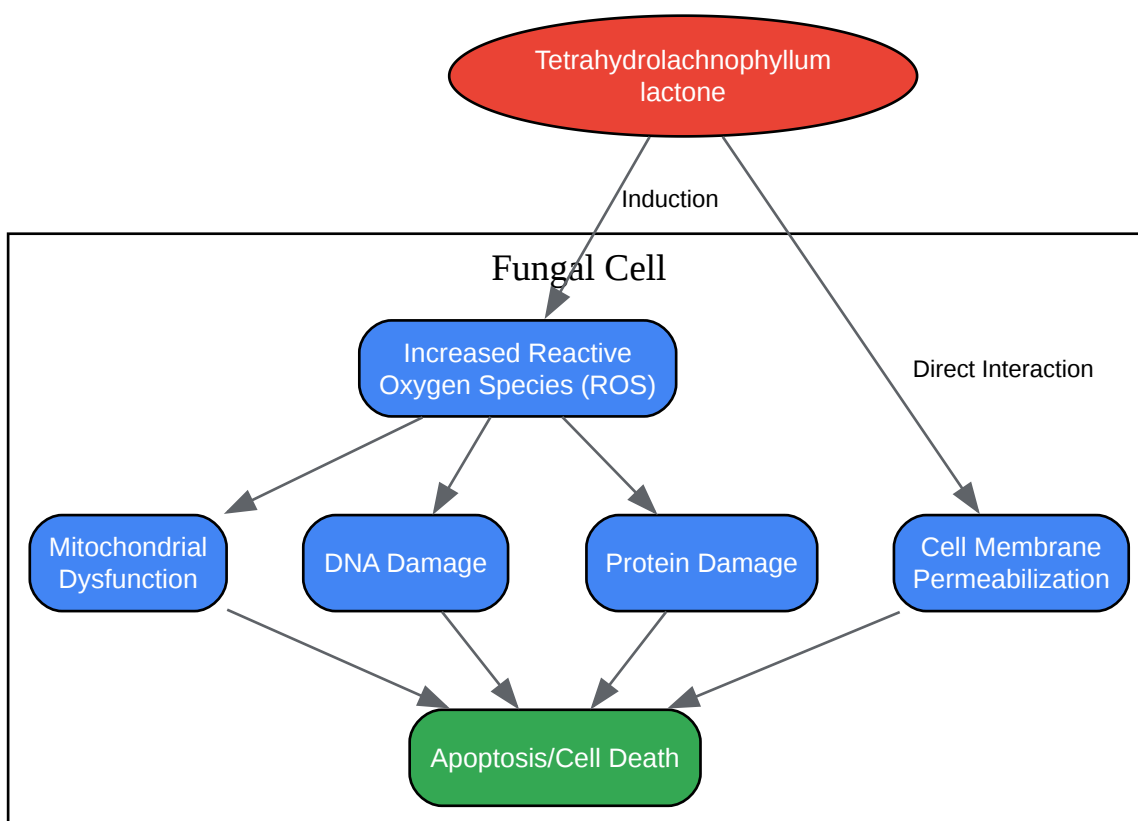 Tetrahydrolachnophyllum
lactone
Induction
Fungal Cell
Increased Reactive
Oxygen Species (ROS)
Direct Interaction
Mitochondrial
Dysfunction
DNA Damage
Protein Damage
Cell Membrane
Permeabilization
Apoptosis/Cell Death